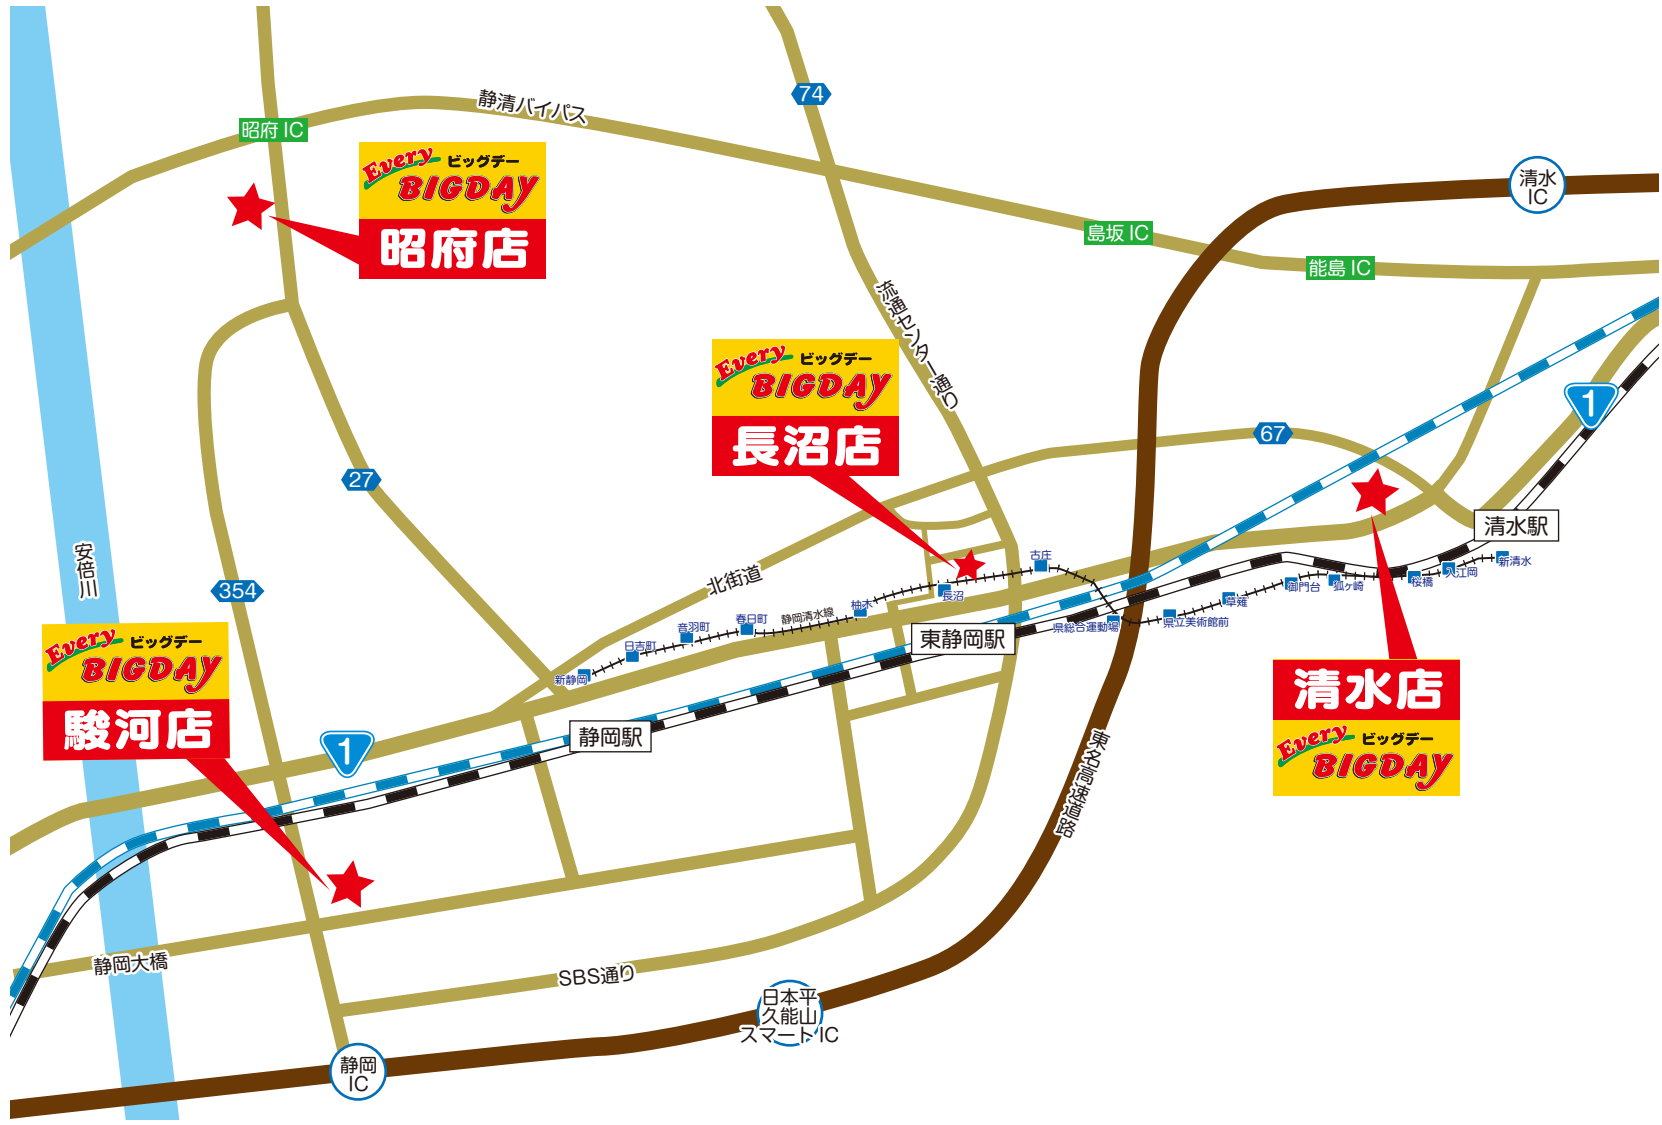 74
静清バイパス
昭府 IC
Every ビッグデー
BIGDAY
昭府店
清水
IC
島坂 IC
能島 IC
流通センター通り
Every ビッグデー
BIGDAY
長沼店
1
67
27
清水駅
安倍川
354
北街道
古庄
新清水
入江岡
桜橋
狐ヶ崎
御門台
草薙
県立美術館前
県総合運動場
長沼
柚木
静岡清水線
春日町
音羽町
日吉町
新静岡
東静岡駅
Every ビッグデー
BIGDAY
駿河店
清水店
Every ビッグデー
BIGDAY
1
静岡駅
東名高速道路
静岡大橋
SBS通り
日本平
久能山
スマート IC
静岡
IC